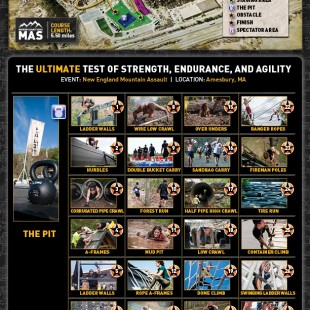 MAS
COURSE
LENGTH:
6.50 miles
THE PIT
OBSTACLE
FINISH
SPECTATOR AREA
THE ULTIMATE TEST OF STRENGTH, ENDURANCE, AND AGILITY
EVENT: New England Mountain Assault | LOCATION: Amesbury, MA
LADDER WALLS
WIRE LOW CRAWL
OVER UNDERS
HANGING ROPES
HURDLES
DOUBLE BUCKET CARRY
SANDBAG CARRY
FIREMAN POLES
CORRUGATED PIPE CRAWL
FOREST RUN
HALF PIPE HIGH CRAWL
TIRE RUN
THE PIT
A-FRAMES
MUD PIT
LOW CRAWL
CONTAINER CLIMB
LADDER WALLS
ROPE A-FRAMES
DOME CLIMB
SWINGING LADDER WALLS